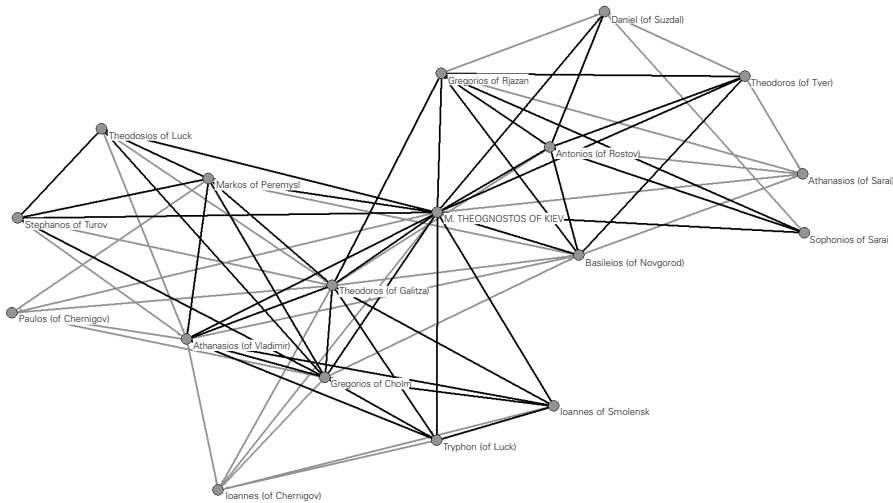 Daniel (of Suzdal)
Gregorios of Rjazan
Theodoros (of Tver)
Theodosios of Luck
Antonios (of Rostov)
Athanasios (of Sarai)
Markos of Peremysl
M. THEOGNOSTOS OF KIEV
Stephanos of Turov
Sophonios of Sarai
Basileios (of Novgorod)
Theodoros (of Galitza)
Paulos (of Chernigov)
Athanasios (of Vladimir)
Gregorios of Cholm
Ioannes of Smolensk
Tryphon (of Luck)
Ioannes (of Chernigov)